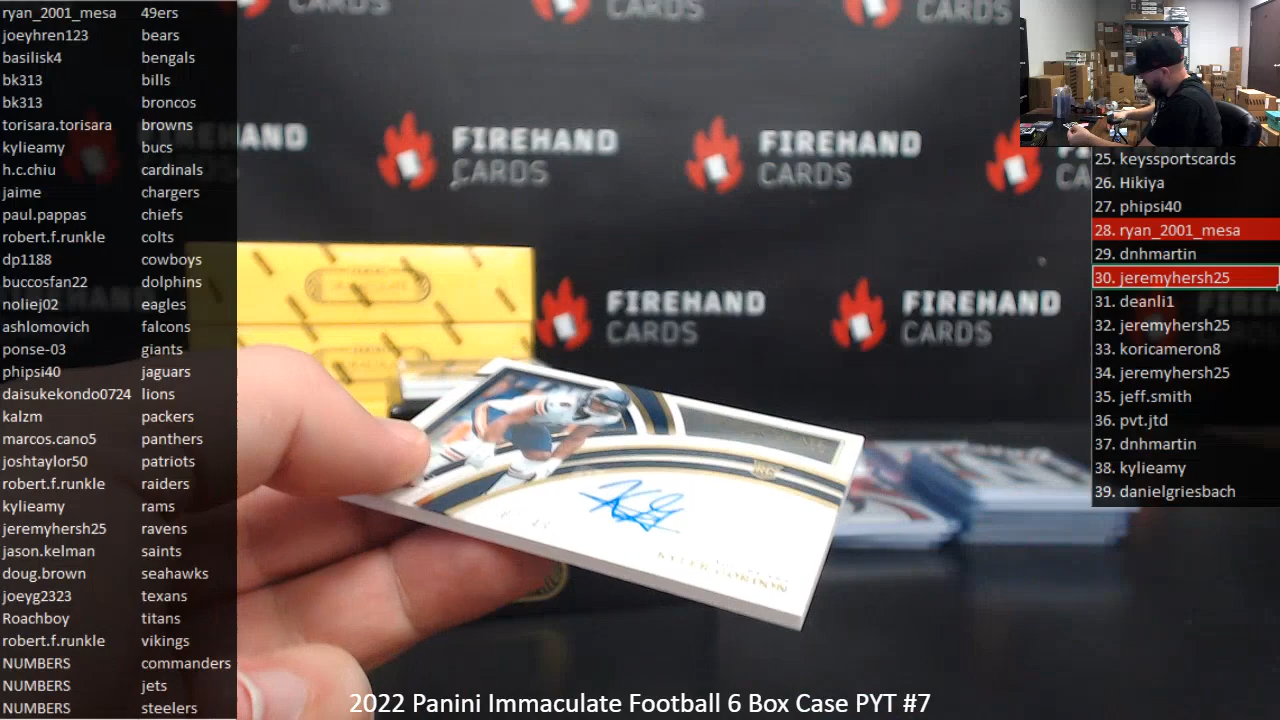 ryan_2001_mesa 49ers
joeyhren123 bears
basilisk4 bengals
bk313 bills
bk313 broncos
torisara.torisara browns
kylieamy bucs
h.c.chiu cardinals
jaime chargers
paul.pappas chiefs
robert.f.runkle colts
dp1188 cowboys
buccosfan22 dolphins
noliej02 eagles
ashlomovich falcons
ponse-03 giants
phipsi40 jaguars
daisukekondo0724 lions
kalzm packers
marcos.cano5 panthers
joshtaylor50 patriots
robert.f.runkle raiders
kylieamy rams
jeremyhersh25 ravens
jason.kelman saints
doug.brown seahawks
joeyg2323 texans
Roachboy titans
robert.f.runkle vikings
NUMBERS commanders
NUMBERS jets
NUMBERS steelers
CARDS
CARDS
CARDS
FIREHAND
CARDS
FIREHAND
CARDS
FIREHAND
CARDS
FIREHAND
CARDS
25. keyssportscards
26. Hikiya
27. phipsi40
28. ryan_2001_mesa
29. dnhmartin
30. jeremyhersh25
31. deanli1
32. jeremyhersh25
33. koricameron8
34. jeremyhersh25
35. jeff.smith
36. pvt.jtd
37. dnhmartin
38. kylieamy
39. danielgriesbach
RC
KYLER GORDON
2022 Panini Immaculate Football 6 Box Case PYT #7